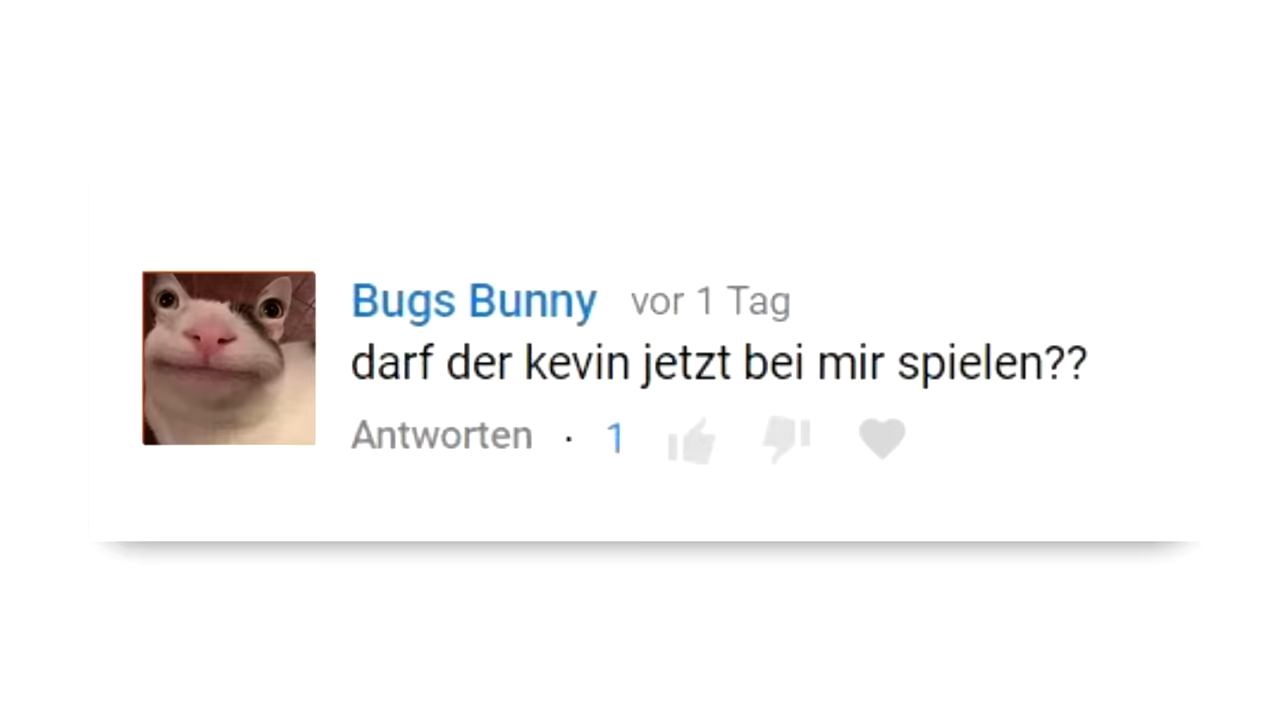 Bugs Bunny vor 1 Tag
darf der kevin jetzt bei mir spielen??
Antworten · 1